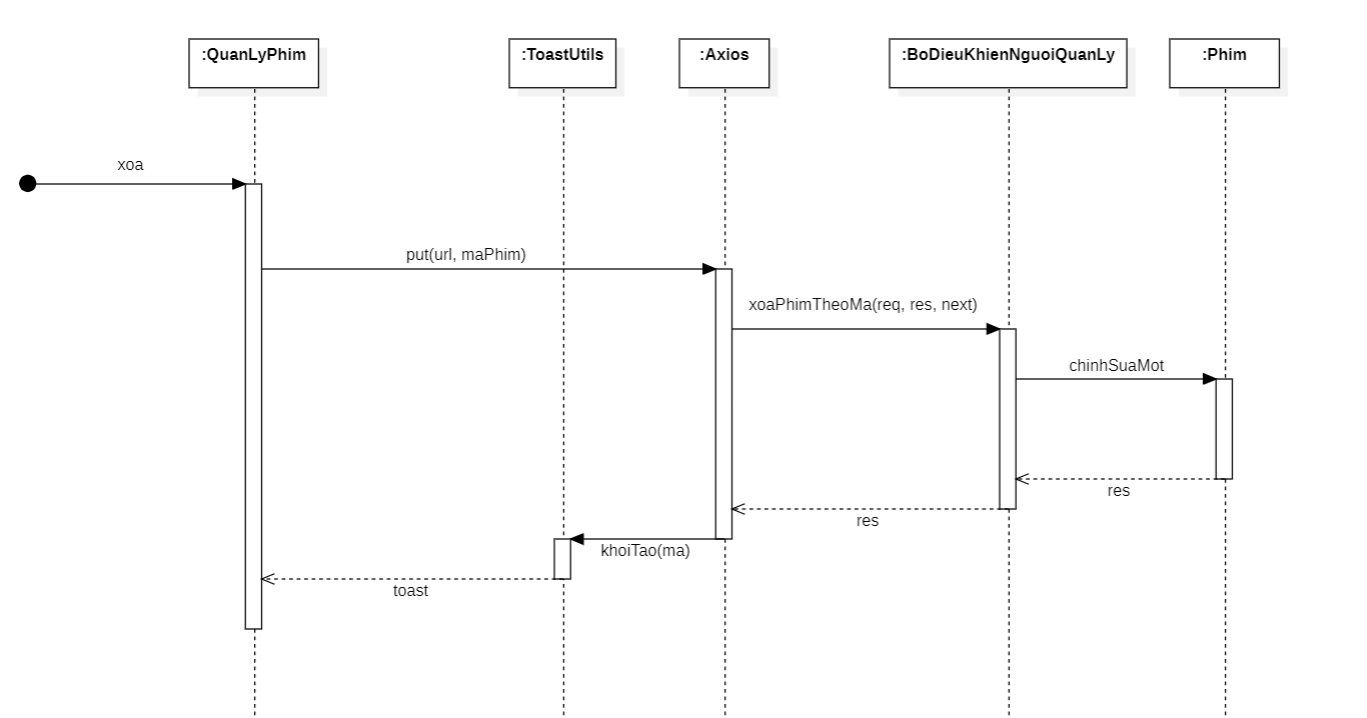 :QuanLyPhim
:ToastUtils
:Axios
:BoDieuKhienNguoiQuanLy
:Phim
xoa
put(url, maPhim)
xoaPhimTheoMa(req, res, next)
chinhSuaMot
res
res
khoiTao(ma)
toast